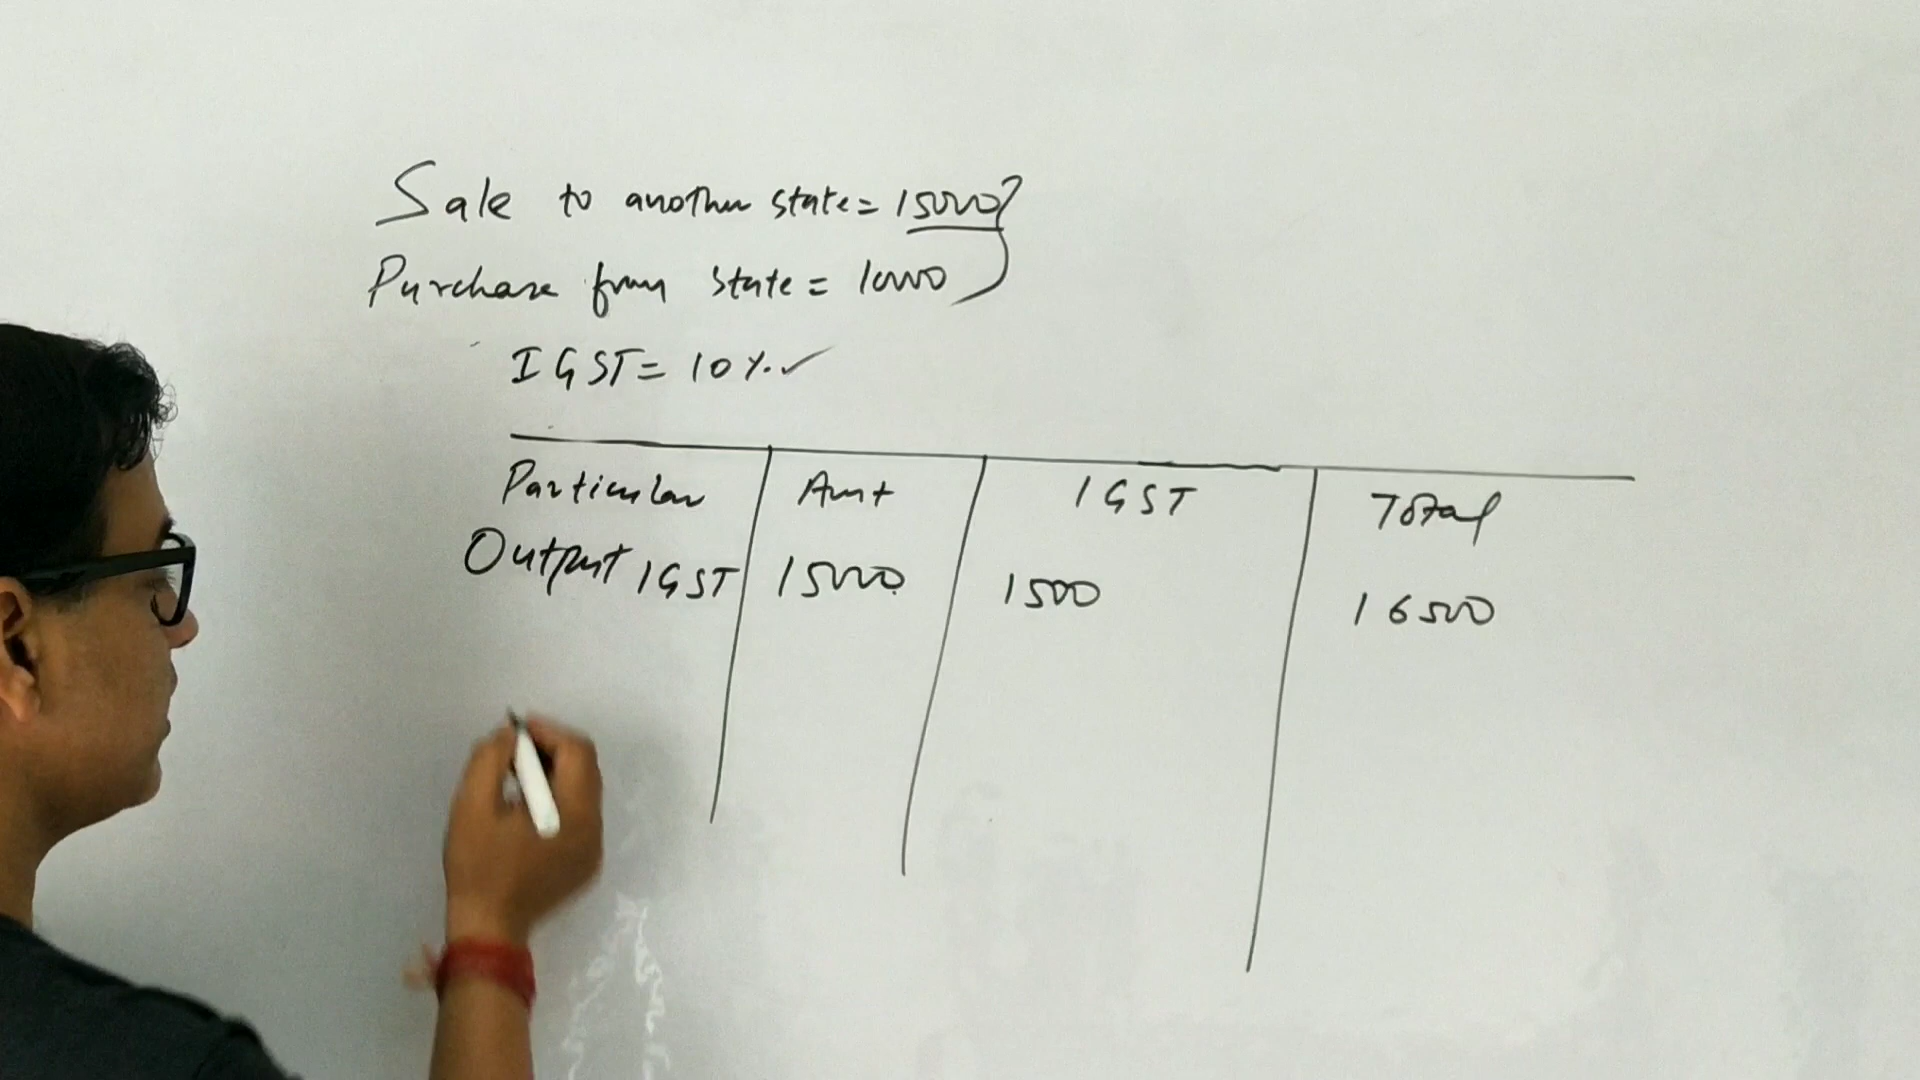 Sale to another state = 15000
Purchase from state = 10000
IGST = 10%
Particular Amt IGST Total
Output IGST 15000 1500 16500